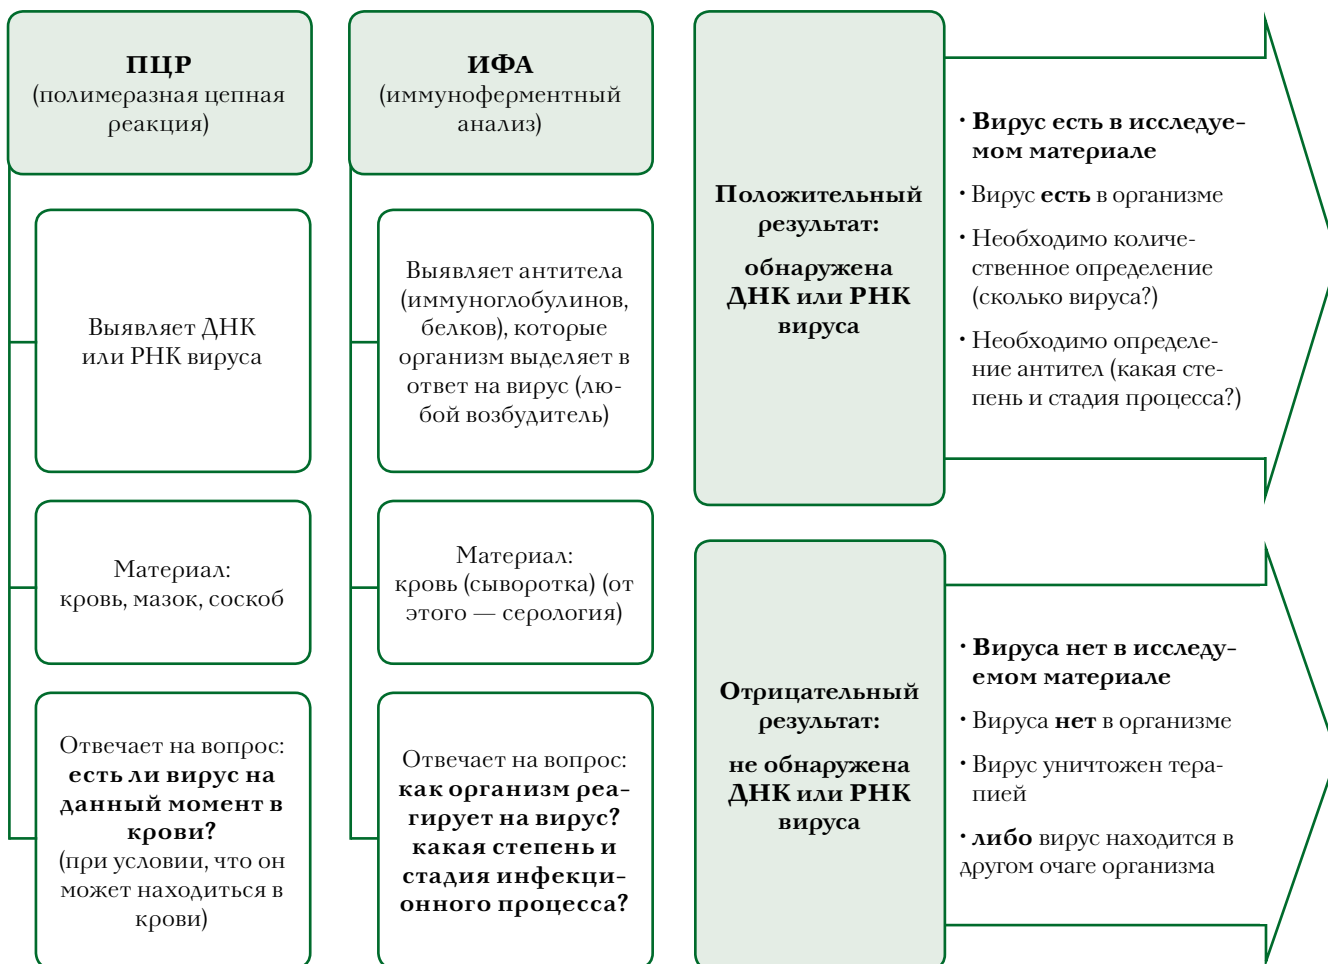 ПЦР
(полимеразная цепная
реакция)
Выявляет ДНК
или РНК вируса
Материал:
кровь, мазок, соскоб
Отвечает на вопрос:
есть ли вирус на
данный момент в
крови?
(при условии, что он
может находиться в
крови)
ИФА
(иммуноферментный
анализ)
Выявляет антитела
(иммуноглобулинов,
белков), которые
организм выделяет в
ответ на вирус (лю-
бой возбудитель)
Материал:
кровь (сыворотка) (от
этого — серология)
Отвечает на вопрос:
как организм реа-
гирует на вирус?
какая степень и
стадия инфекци-
онного процесса?
Положительный
результат:
обнаружена
ДНК или РНК
вируса
· Вирус есть в исследуе-
мом материале
· Вирус есть в организме
· Необходимо количе-
ственное определение
(сколько вируса?)
· Необходимо определе-
ние антител (какая сте-
пень и стадия процесса?)
Отрицательный
результат:
не обнаружена
ДНК или РНК
вируса
· Вируса нет в исследу-
емом материале
· Вируса нет в организме
· Вирус уничтожен тера-
пией
· либо вирус находится в
другом очаге организма